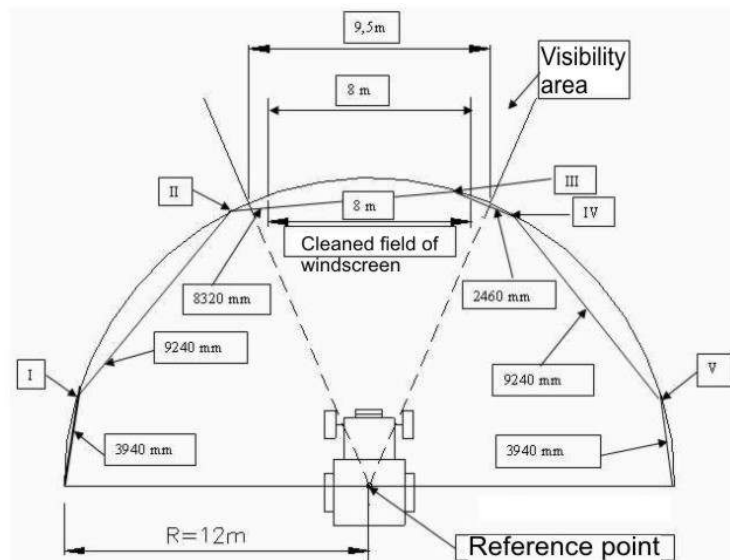 9,5m
Visibility
area
8 m
II
III
8 m
IV
Cleaned field of
windscreen
8320 mm
2460 mm
9240 mm
9240 mm
I
V
3940 mm
3940 mm
R=12m
Reference point